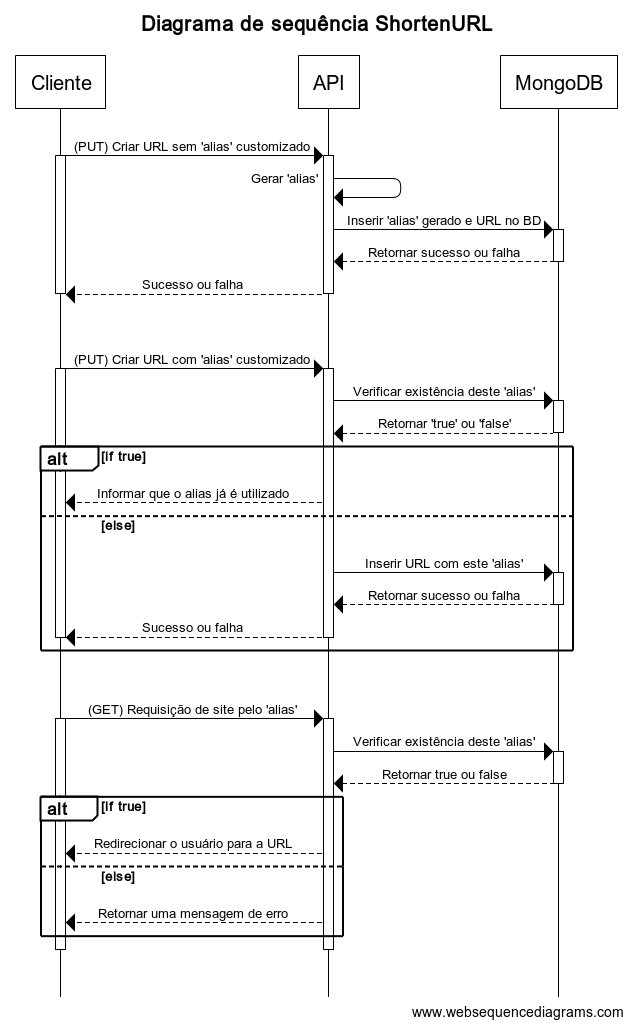 Diagrama de sequência ShortenURL
Cliente
API
MongoDB
(PUT) Criar URL sem 'alias' customizado
Gerar 'alias'
Inserir 'alias' gerado e URL no BD
Retornar sucesso ou falha
Sucesso ou falha
(PUT) Criar URL com 'alias' customizado
Verificar existência deste 'alias'
Retornar 'true' ou 'false'
alt
[if true]
Informar que o alias já é utilizado
[else]
Inserir URL com este 'alias'
Retornar sucesso ou falha
Sucesso ou falha
(GET) Requisição de site pelo 'alias'
Verificar existência deste 'alias'
Retornar true ou false
alt
[if true]
Redirecionar o usuário para a URL
[else]
Retornar uma mensagem de erro
www.websequencediagrams.com